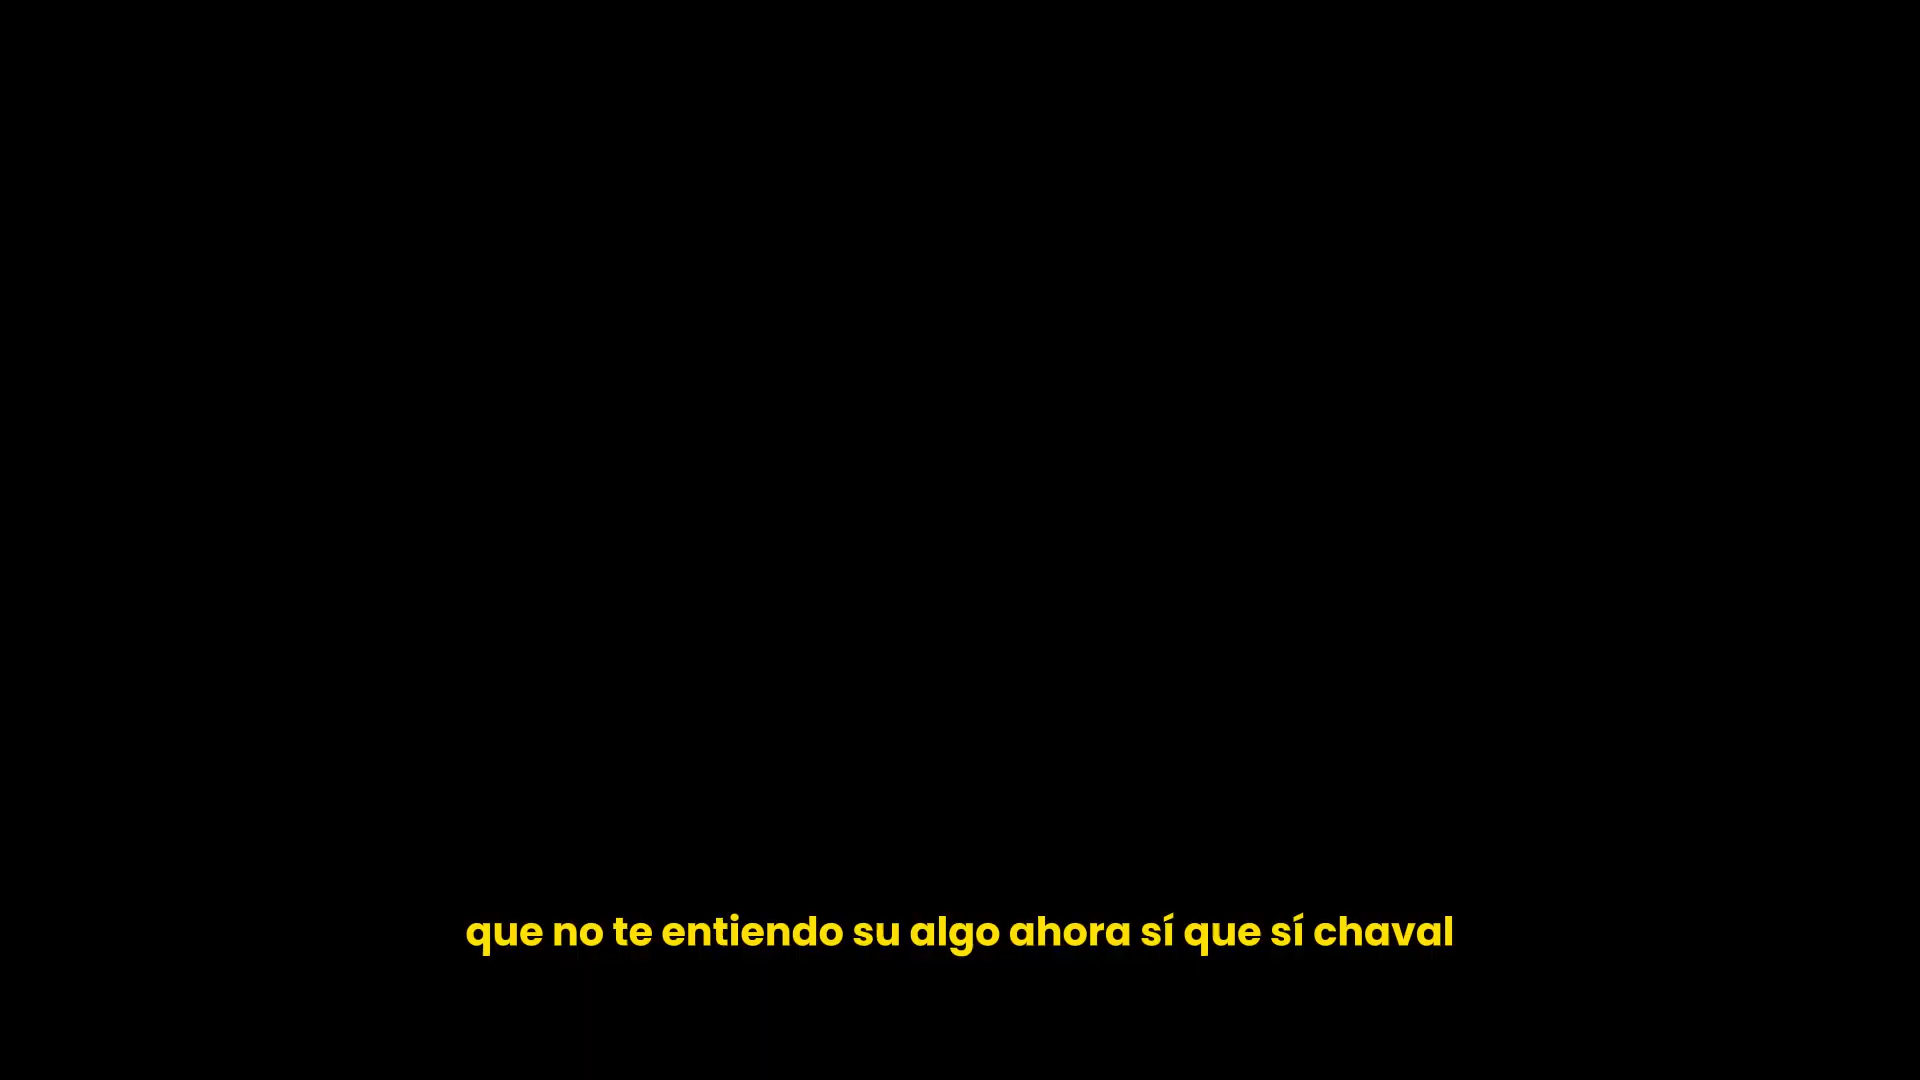 que no te entiendo su algo ahora sí que sí chaval